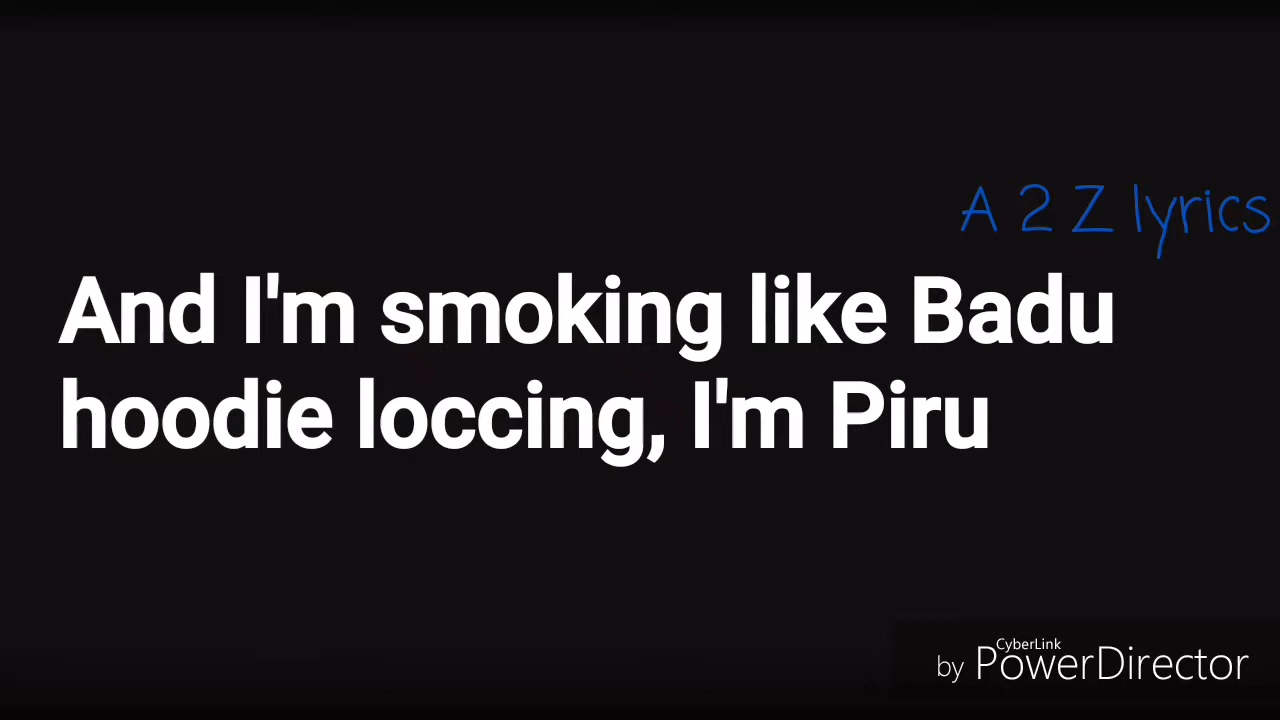 A 2 Z lyrics
And I'm smoking like Badu
hoodie loccing, I'm Piru
by CyberLink PowerDirector